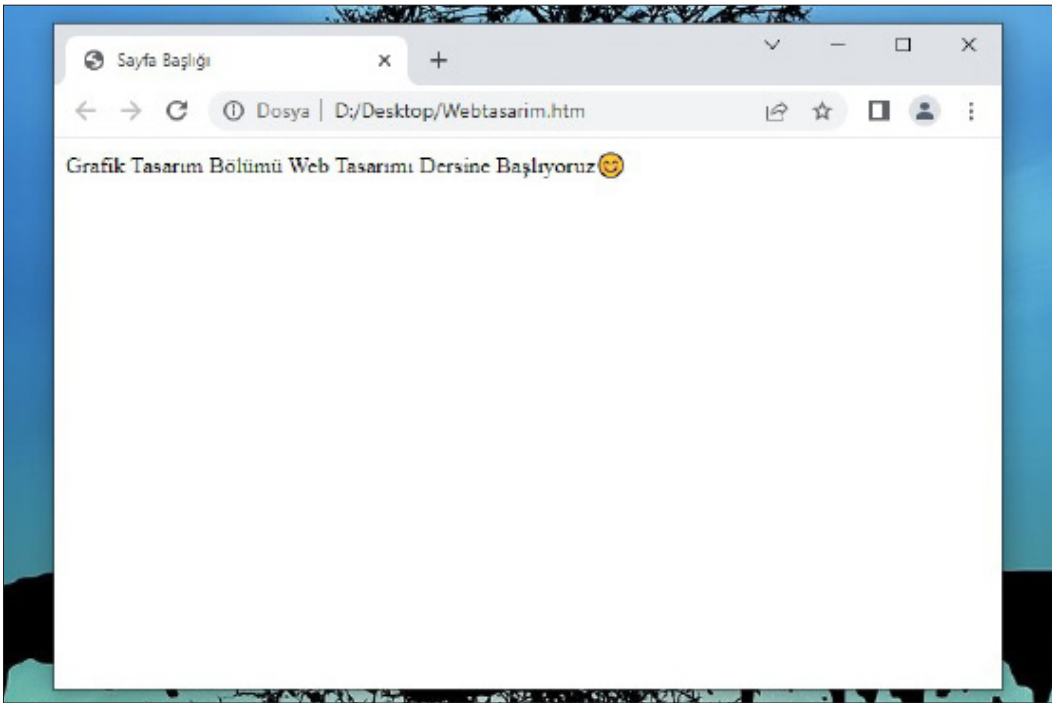 Sayfa Başlığı
Dosya | D:/Desktop/Webtasarim.htm
Grafik Tasarım Bölümü Web Tasarımı Dersine Başlıyoruz😊